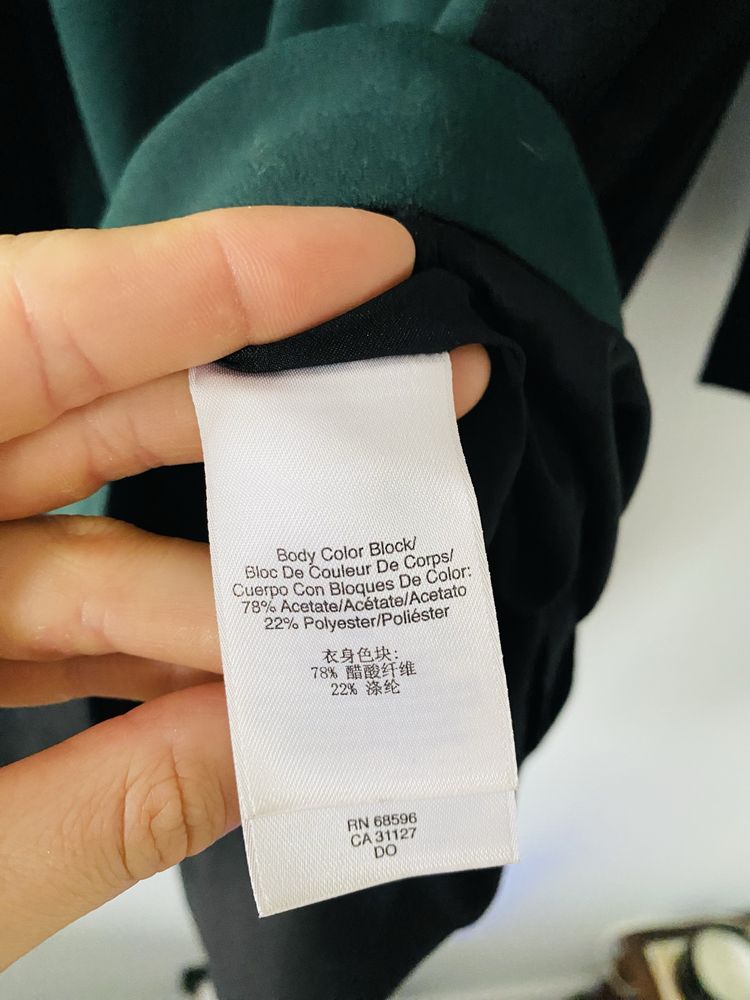 Body Color Block/
Bloc De Couleur De Corps/
Cuerpo Con Bloques De Color:
78% Acetate/Acétate/Acetato
22% Polyester/Poliéster
衣身色块:
78% 醋酸纤维
22% 涤纶
RN 68596
CA 31127
DO